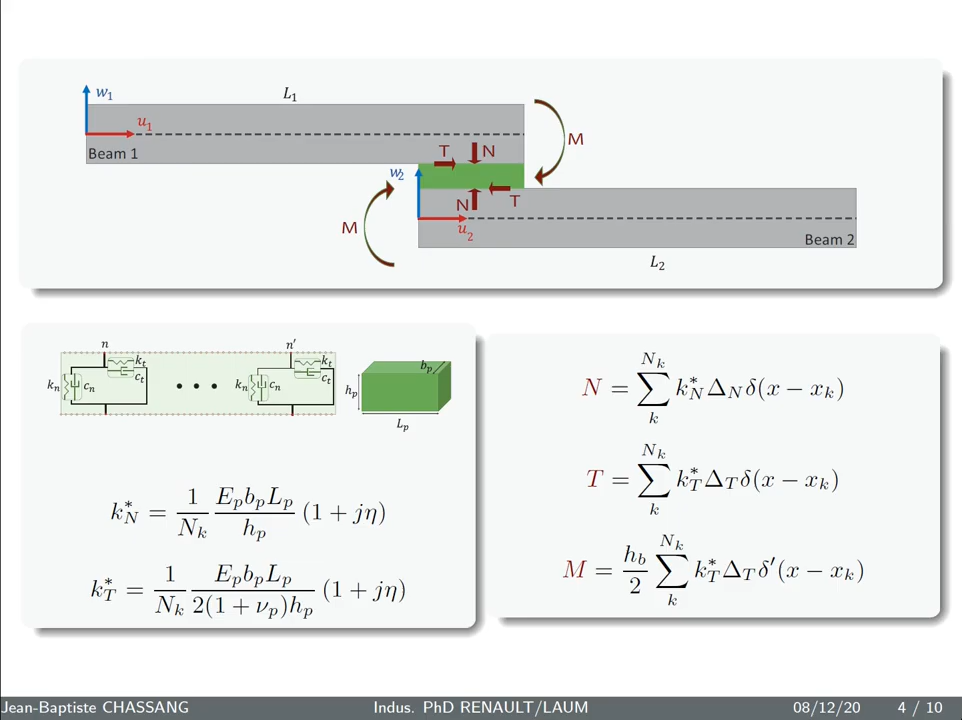 w₁
L₁
u₁
Beam 1
T
N
M
w₂
N
T
M
u₂
Beam 2
L₂
n
n′
k_t
k_t
c_t
c_t
k_n
c_n
• • •
k_n
c_n
b_p
h_p
L_p
k*_N = 1/N_k E_p b_p L_p/h_p (1 + jη)
k*_T = 1/N_k E_p b_p L_p/2(1 + ν_p)h_p (1 + jη)
N = ∑_k^{N_k} k*_N Δ_N δ(x − x_k)
T = ∑_k^{N_k} k*_T Δ_T δ(x − x_k)
M = h_b/2 ∑_k^{N_k} k*_T Δ_T δ′(x − x_k)
Jean-Baptiste CHASSANG Indus. PhD RENAULT/LAUM 08/12/20 4 / 10